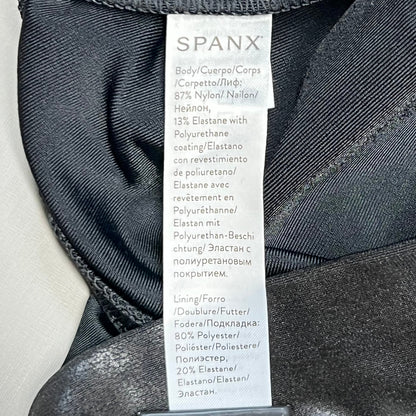 SPANX®
Body/Cuerpo/Corps
/Corpetto/Лиф:
87% Nylon/ Nailon/
Нейлон,
13% Elastane with
Polyurethane
coating/Elastano
con revestimiento
de poliuretano/
Elastane avec
revêtement en
Polyuréthanne/
Elastan mit
Polyurethan-Beschi
chtung/ Эластан с
полиуретановым
покрытием.
Lining/Forro
/Doublure/Futter/
Fodera/Подкладка:
80% Polyester/
Poliéster/Poliestere/
Полиэстер,
20% Elastane/
Elastano/Elastan/
Эластан.